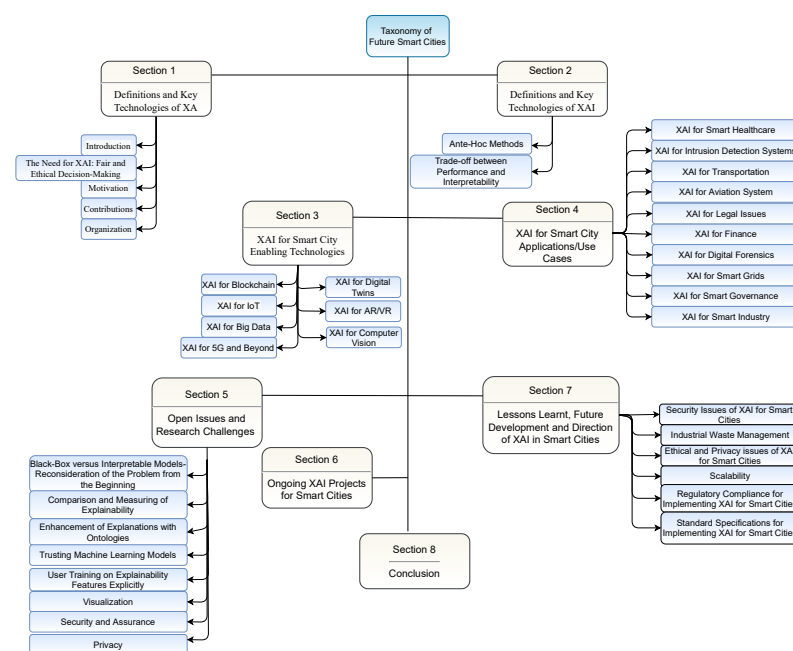 Taxonomy of
Future Smart Cities
Section 1
Definitions and Key
Technologies of XA
Introduction
The Need for XAI: Fair and
Ethical Decision-Making
Motivation
Contributions
Organization
Section 2
Definitions and Key
Technologies of XAI
Ante-Hoc Methods
Trade-off between
Performance and
Interpretability
Section 3
XAI for Smart City
Enabling Technologies
XAI for Blockchain
XAI for IoT
XAI for Big Data
XAI for 5G and Beyond
XAI for Digital
Twins
XAI for AR/VR
XAI for Computer
Vision
Section 4
XAI for Smart City
Applications/Use
Cases
XAI for Smart Healthcare
XAI for Intrusion Detection Systems
XAI for Transportation
XAI for Aviation System
XAI for Legal Issues
XAI for Finance
XAI for Digital Forensics
XAI for Smart Grids
XAI for Smart Governance
XAI for Smart Industry
Section 5
Open Issues and
Research Challenges
Black-Box versus Interpretable Models-
Reconsideration of the Problem from
the Beginning
Comparison and Measuring of
Explainability
Enhancement of Explanations with
Ontologies
Trusting Machine Learning Models
User Training on Explainability
Features Explicitly
Visualization
Security and Assurance
Privacy
Section 6
Ongoing XAI Projects
for Smart Cities
Section 7
Lessons Learnt, Future
Development and Direction
of XAI in Smart Cities
Security Issues of XAI for Smart
Cities
Industrial Waste Management
Ethical and Privacy issues of XA
for Smart Cities
Scalability
Regulatory Compliance for
Implementing XAI for Smart Citie
Standard Specifications for
Implementing XAI for Smart Citie
Section 8
Conclusion